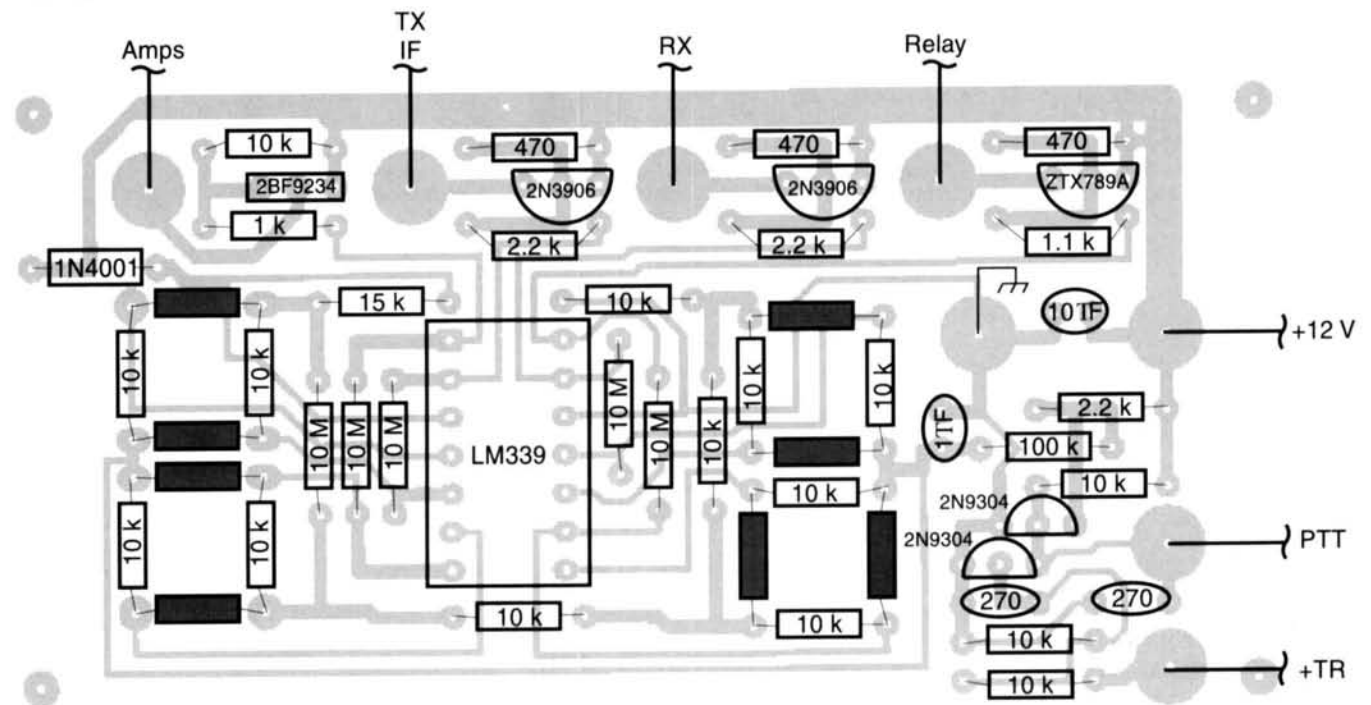 Amps
TX
IF
RX
Relay
10 k
470
470
470
2BF9234
2N3906
2N3906
ZTX789A
1 k
2.2 k
2.2 k
1.1 k
1N4001
15 k
10 k
10TF
+12 V
10 k
10 k
10 M
10 M
10 M
LM339
10 M
10 M
10 k
10 k
10 k
1TF
2.2 k
100 k
10 k
10 k
2N9304
2N9304
PTT
10 k
10 k
270
270
10 k
10 k
10 k
10 k
+TR